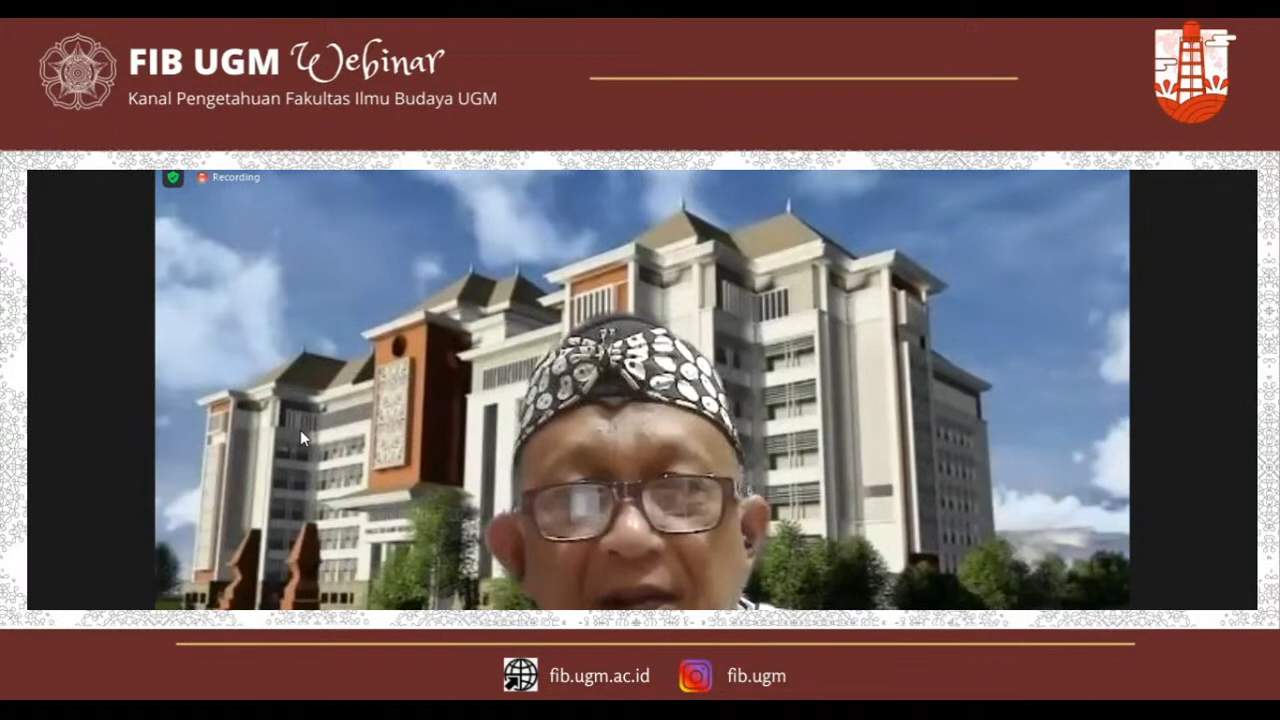 FIB UGM Webinar
Kanal Pengetahuan Fakultas Ilmu Budaya UGM
Recording
fib.ugm.ac.id
fib.ugm